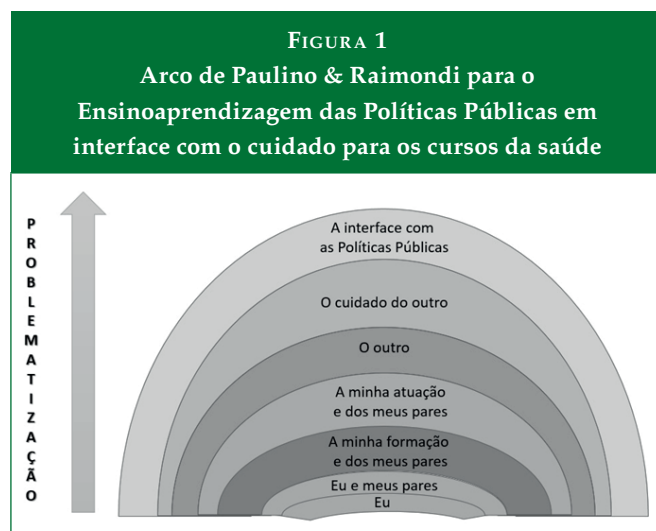 FIGURA 1
Arco de Paulino & Raimondi para o
Ensinoaprendizagem das Políticas Públicas em
interface com o cuidado para os cursos da saúde
PROBLEMATIZAÇÃO
A interface com
as Políticas Públicas
O cuidado do outro
O outro
A minha atuação
e dos meus pares
A minha formação
e dos meus pares
Eu e meus pares
Eu